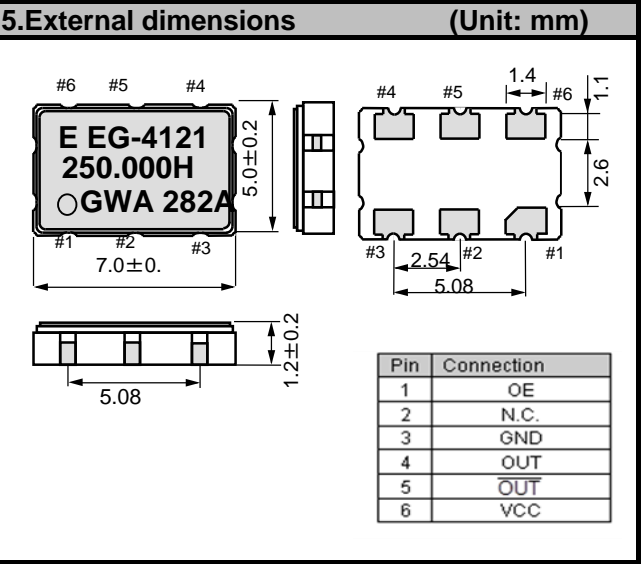 5.External dimensions (Unit: mm)
#6 #5 #4
E EG-4121
250.000H
GWA 282A
#1 #2 #3
7.0±0.
5.0±0.2
#4 #5 #6
1.4
1.1
2.6
#3 #2 #1
2.54
5.08
1.2±0.2
5.08
Pin Connection
1 OE
2 N.C.
3 GND
4 OUT
5 O̅U̅T̅
6 VCC